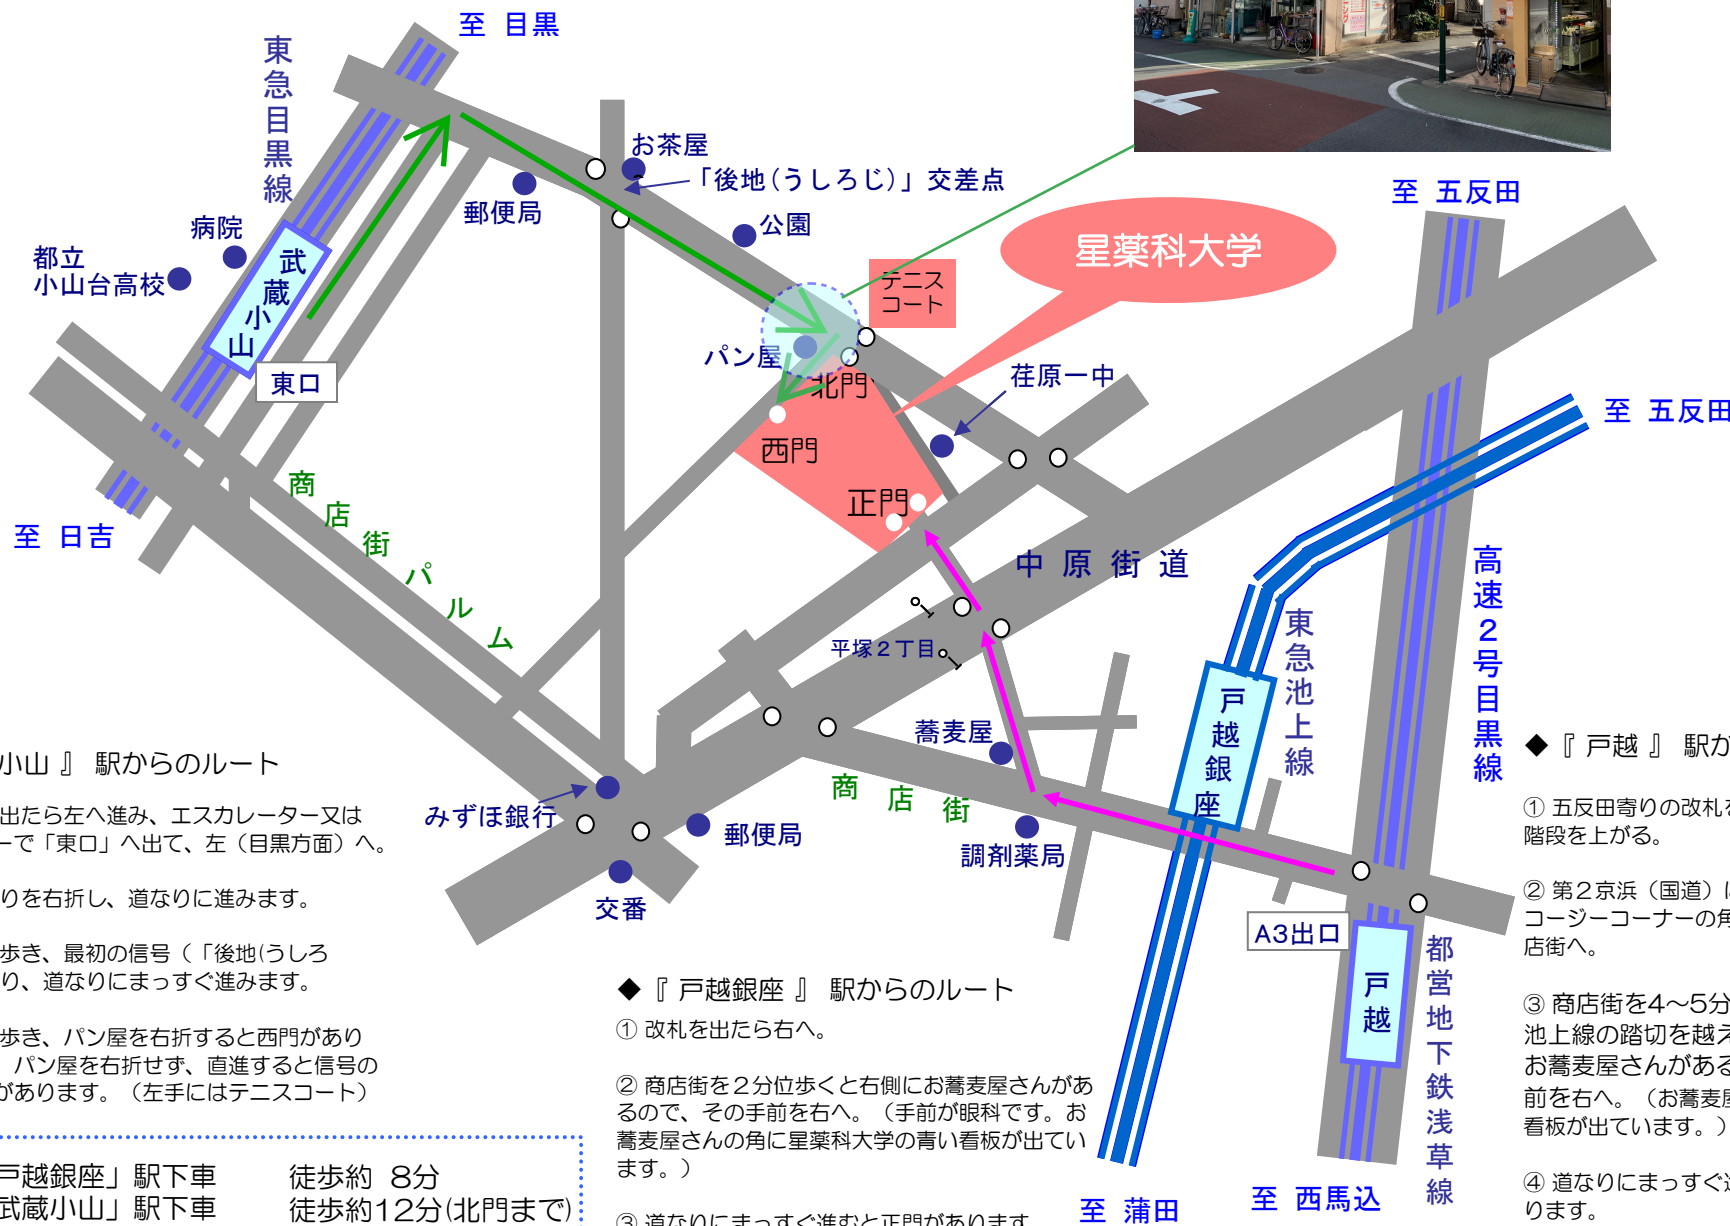 至 目黒
東急目黒線
お茶屋
「後地(うしろじ)」交差点
郵便局
公園
病院
都立
小山台高校
武蔵小山
東口
至 日吉
商店街パルム
星薬科大学
テニス
コート
パン屋
北門
西門
正門
荏原一中
至 五反田
至 五反田
中原街道
平塚2丁目
高速2号目黒線
東急池上線
戸越銀座
蕎麦屋
商店街
調剤薬局
みずほ銀行
郵便局
交番
A3出口
戸越
都営地下鉄浅草線
至 蒲田
至 西馬込
小山 』 駅からのルート
出たら左へ進み、エスカレーター又は
ーで「東口」へ出て、左（目黒方面）へ。
りを右折し、道なりに進みます。
歩き、最初の信号（「後地(うしろ
り、道なりにまっすぐ進みます。
歩き、パン屋を右折すると西門があり
パン屋を右折せず、直進すると信号の
があります。（左手にはテニスコート）
戸越銀座」駅下車 徒歩約 8分
武蔵小山」駅下車 徒歩約12分(北門まで)
◆『 戸越銀座 』 駅からのルート
① 改札を出たら右へ。
② 商店街を２分位歩くと右側にお蕎麦屋さんがあ
るので、その手前を右へ。（手前が眼科です。お
蕎麦屋さんの角に星薬科大学の青い看板が出てい
ます。）
③ 道なりにまっすぐ進むと正門があります
◆『 戸越 』 駅か
① 五反田寄りの改札を
階段を上がる。
② 第２京浜（国道）に
コージーコーナーの角
店街へ。
③ 商店街を4～5分
池上線の踏切を越え
お蕎麦屋さんがある
前を右へ。（お蕎麦屋
看板が出ています。）
④ 道なりにまっすぐ進
ります。